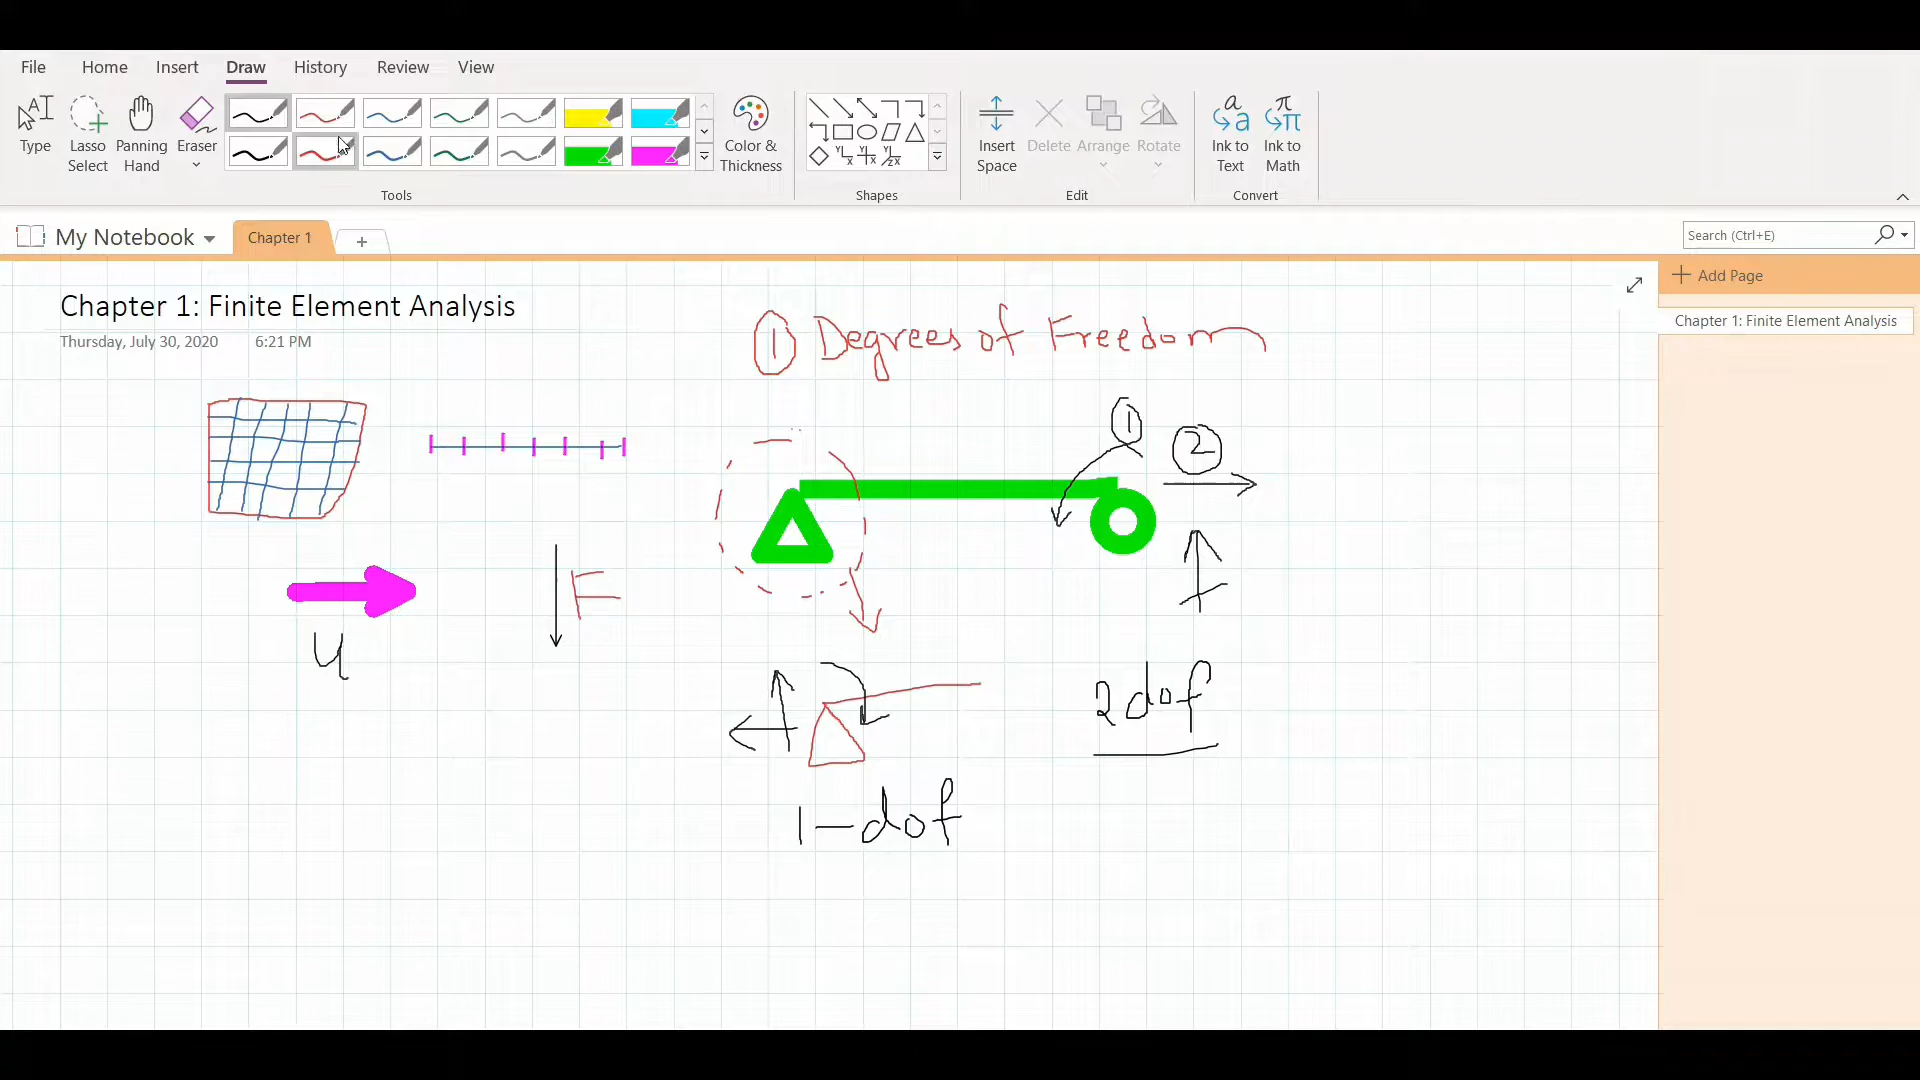 File Home Insert Draw History Review View
Type
Lasso Select
Panning Hand
Eraser
Color & Thickness
Insert Space
Delete
Arrange
Rotate
a a
Ink to Text
π π
Ink to Math
Tools
Shapes
Edit
Convert
My Notebook
Chapter 1
Search (Ctrl+E)
Add Page
Chapter 1: Finite Element Analysis
Chapter 1: Finite Element Analysis
Thursday, July 30, 2020 6:21 PM
① Degrees of Freedom
①
②
F
u
2 dof
1-dof